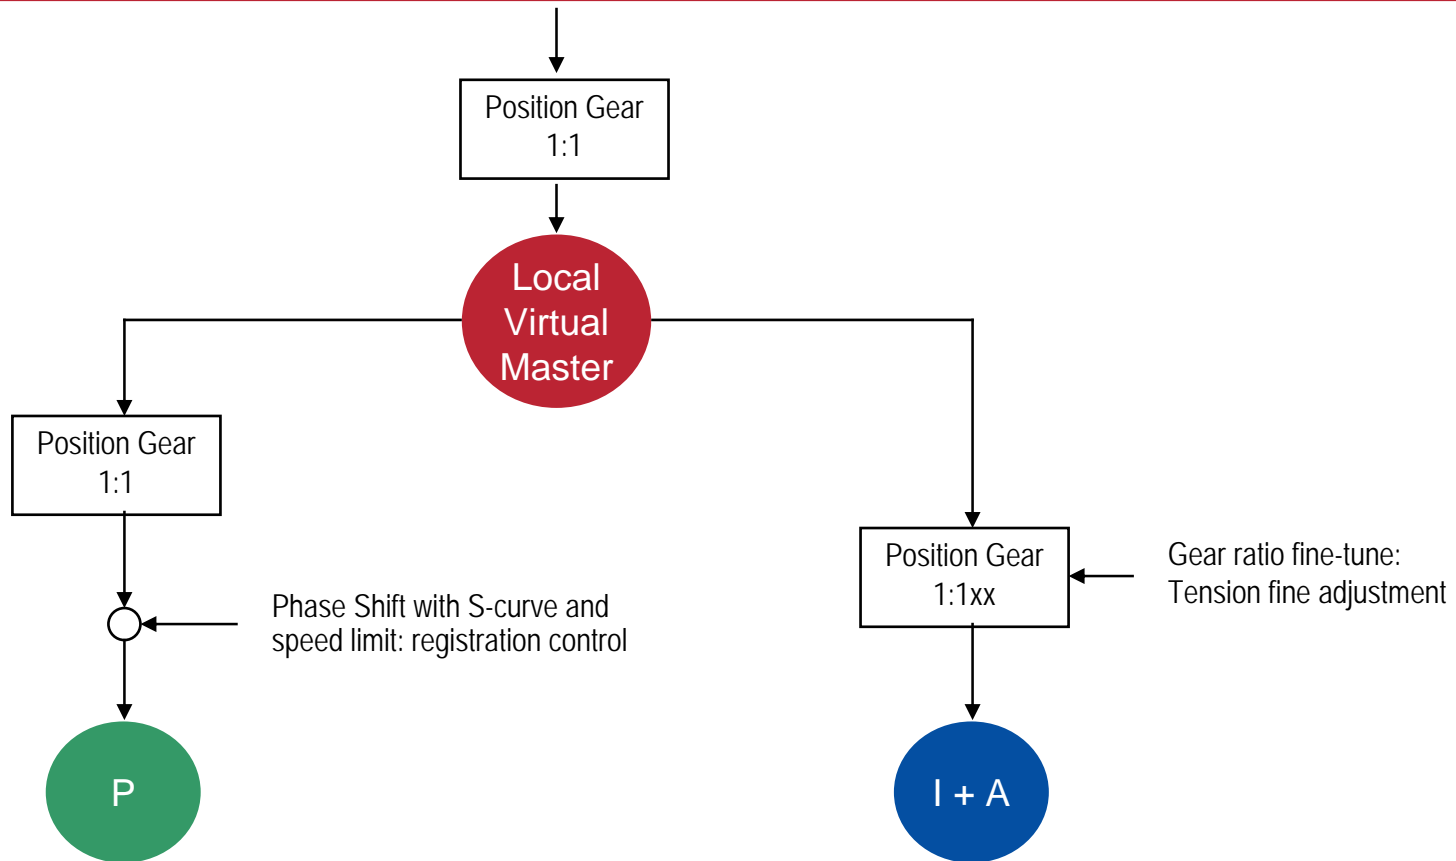 Position Gear
1:1
Local
Virtual
Master
Position Gear
1:1
Position Gear
1:1xx
Gear ratio fine-tune:
Tension fine adjustment
Phase Shift with S-curve and
speed limit: registration control
P
I + A